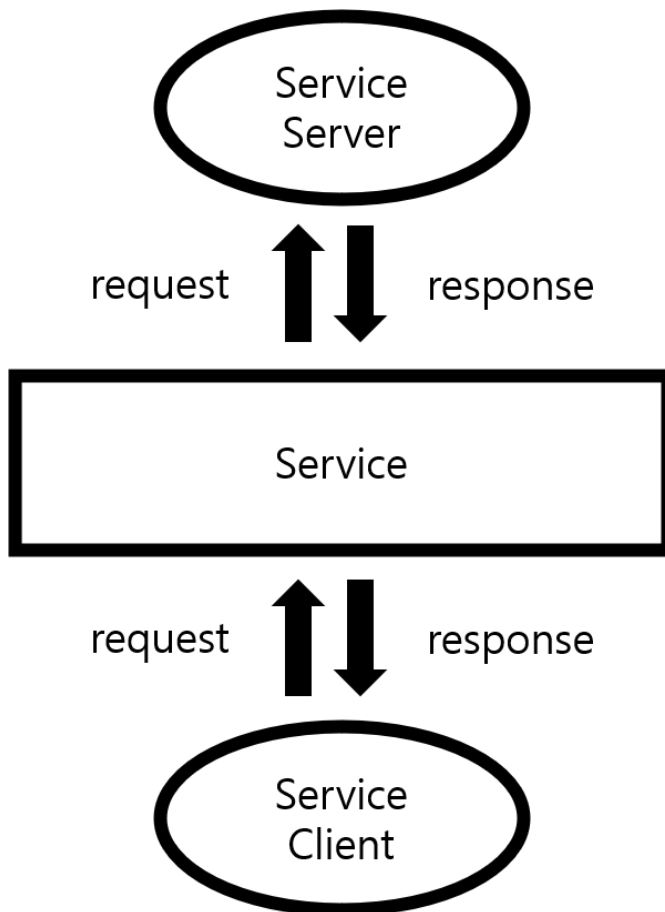 Service
Server
request
response
Service
request
response
Service
Client